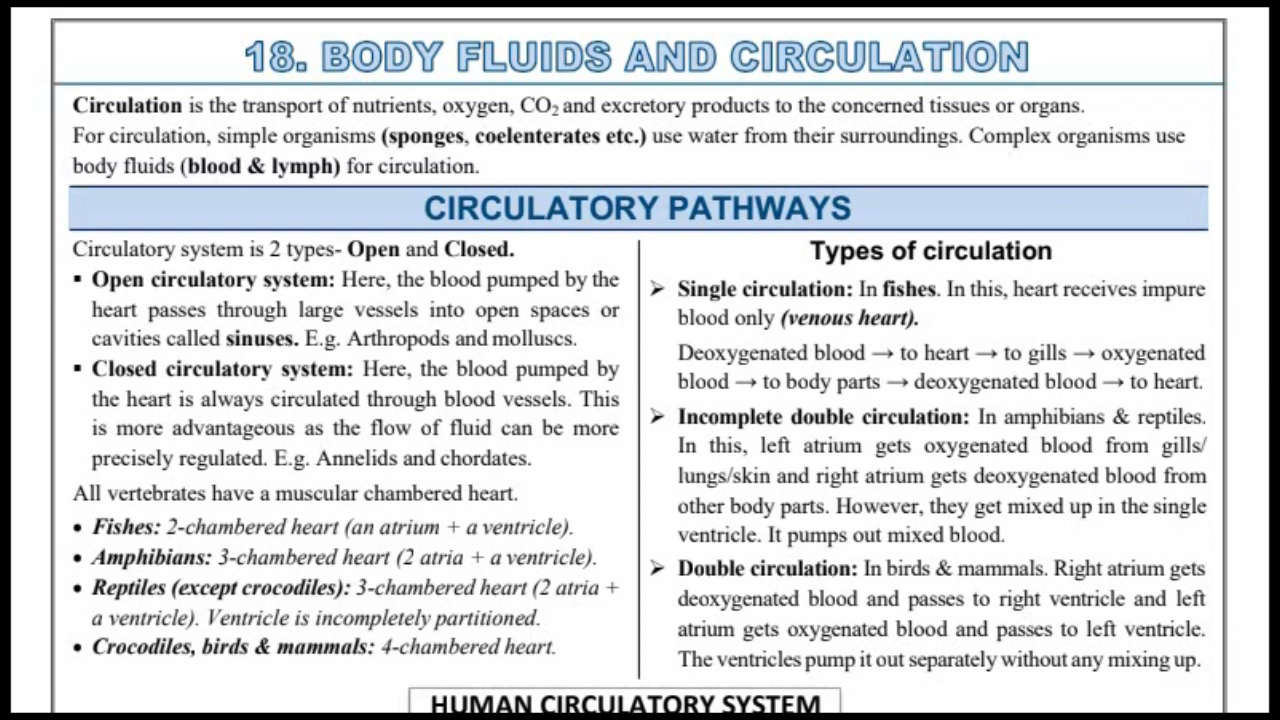 18. BODY FLUIDS AND CIRCULATION
Circulation is the transport of nutrients, oxygen, CO₂ and excretory products to the concerned tissues or organs.
For circulation, simple organisms (sponges, coelenterates etc.) use water from their surroundings. Complex organisms use
body fluids (blood & lymph) for circulation.
CIRCULATORY PATHWAYS
Circulatory system is 2 types- Open and Closed.
▪ Open circulatory system: Here, the blood pumped by the
heart passes through large vessels into open spaces or
cavities called sinuses. E.g. Arthropods and molluscs.
▪ Closed circulatory system: Here, the blood pumped by
the heart is always circulated through blood vessels. This
is more advantageous as the flow of fluid can be more
precisely regulated. E.g. Annelids and chordates.
All vertebrates have a muscular chambered heart.
• Fishes: 2-chambered heart (an atrium + a ventricle).
• Amphibians: 3-chambered heart (2 atria + a ventricle).
• Reptiles (except crocodiles): 3-chambered heart (2 atria +
a ventricle). Ventricle is incompletely partitioned.
• Crocodiles, birds & mammals: 4-chambered heart.
Types of circulation
➢ Single circulation: In fishes. In this, heart receives impure
blood only (venous heart).
Deoxygenated blood → to heart → to gills → oxygenated
blood → to body parts → deoxygenated blood → to heart.
➢ Incomplete double circulation: In amphibians & reptiles.
In this, left atrium gets oxygenated blood from gills/
lungs/skin and right atrium gets deoxygenated blood from
other body parts. However, they get mixed up in the single
ventricle. It pumps out mixed blood.
➢ Double circulation: In birds & mammals. Right atrium gets
deoxygenated blood and passes to right ventricle and left
atrium gets oxygenated blood and passes to left ventricle.
The ventricles pump it out separately without any mixing up.
HUMAN CIRCULATORY SYSTEM